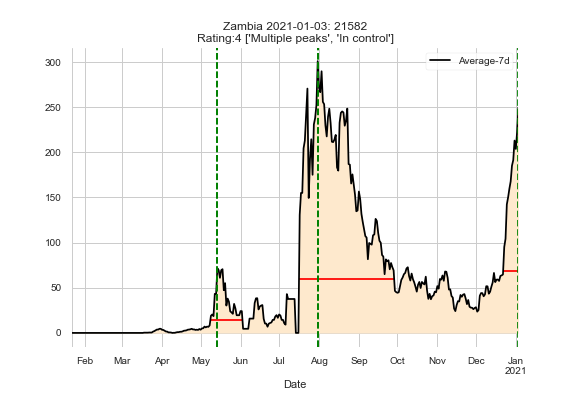 Zambia 2021-01-03: 21582
Rating:4 ['Multiple peaks', 'In control']
Average-7d
300
250
200
150
100
50
0
Feb Mar Apr May Jun Jul Aug Sep Oct Nov Dec Jan
2021
Date